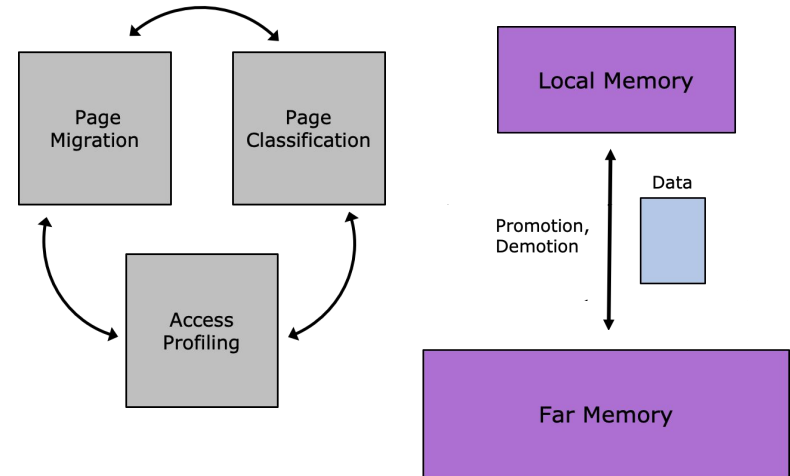 Page
Migration
Page
Classification
Access
Profiling
Local Memory
Data
Promotion,
Demotion
Far Memory